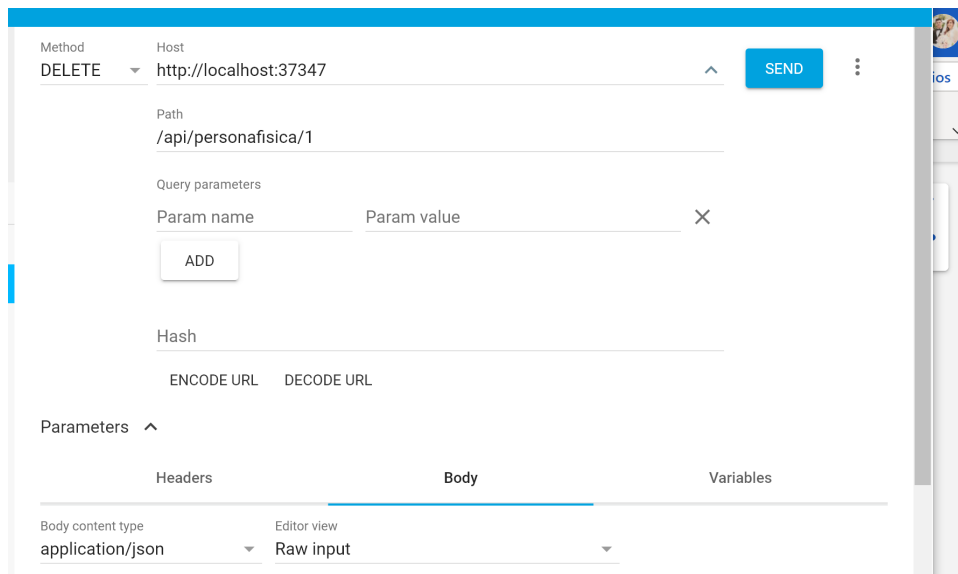 Method
Host
DELETE
http://localhost:37347
SEND
ios
Path
/api/personafisica/1
Query parameters
Param name
Param value
ADD
Hash
ENCODE URL
DECODE URL
Parameters
Headers
Body
Variables
Body content type
Editor view
application/json
Raw input